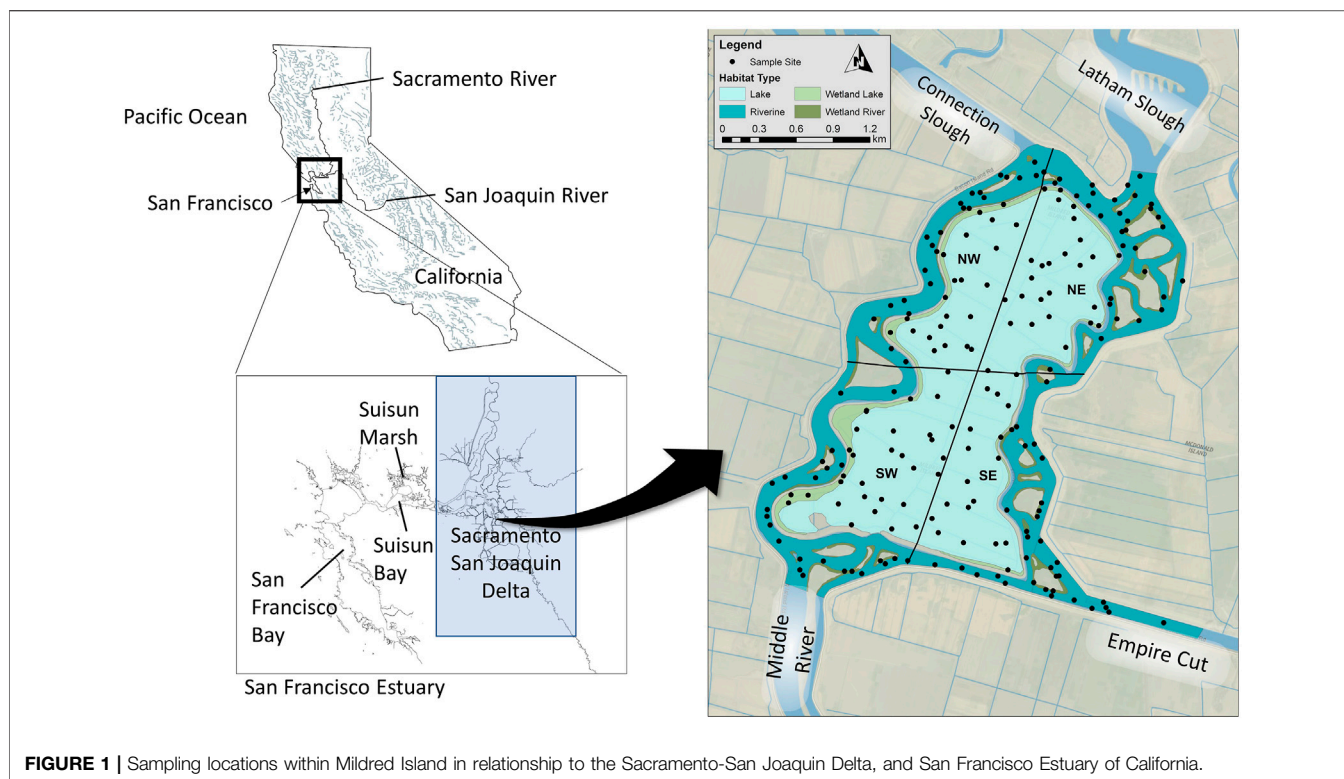 Pacific Ocean
Sacramento River
San Francisco
San Joaquin River
California
Suisun
Marsh
Suisun
Bay
San
Francisco
Bay
Sacramento
San Joaquin
Delta
San Francisco Estuary
Legend
Sample Site
N
Habitat Type
Lake
Wetland Lake
Riverine
Wetland River
0 0.3 0.6 0.9 1.2
km
Connection
Slough
Latham Slough
NW
NE
SW
SE
MCDONALD
ISLAND
Middle
River
Empire Cut
FIGURE 1 | Sampling locations within Mildred Island in relationship to the Sacramento-San Joaquin Delta, and San Francisco Estuary of California.